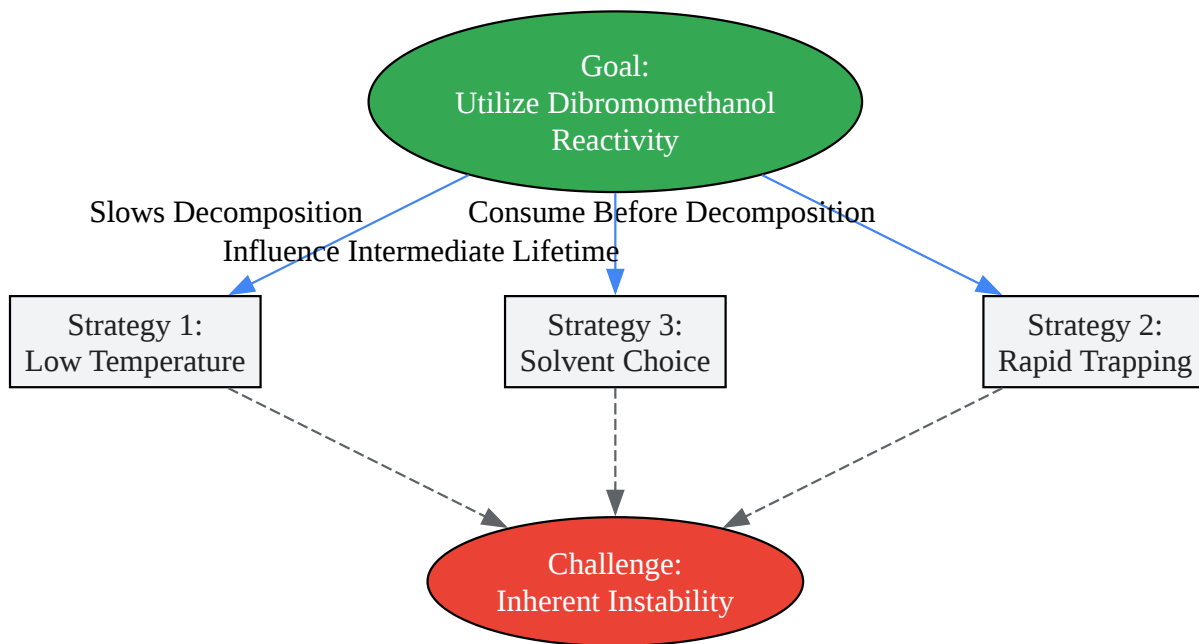 Goal:
Utilize Dibromomethanol
Reactivity
Slows Decomposition
Consume Before Decomposition
Influence Intermediate Lifetime
Strategy 1:
Low Temperature
Strategy 3:
Solvent Choice
Strategy 2:
Rapid Trapping
Challenge:
Inherent Instability